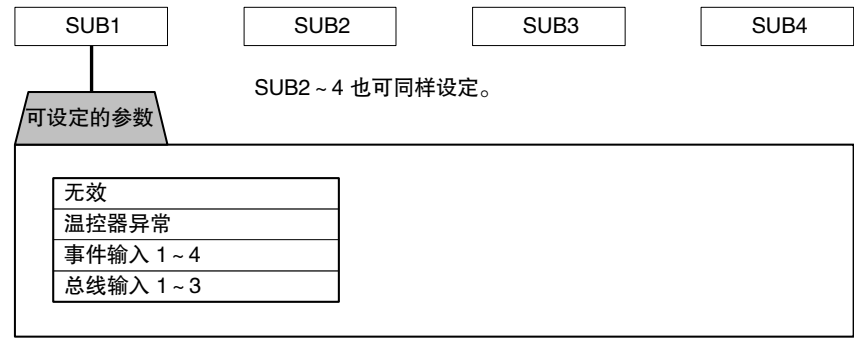 SUB1 SUB2 SUB3 SUB4
SUB2～4 也可同样设定。
可设定的参数
无效
温控器异常
事件输入 1～4
总线输入 1～3